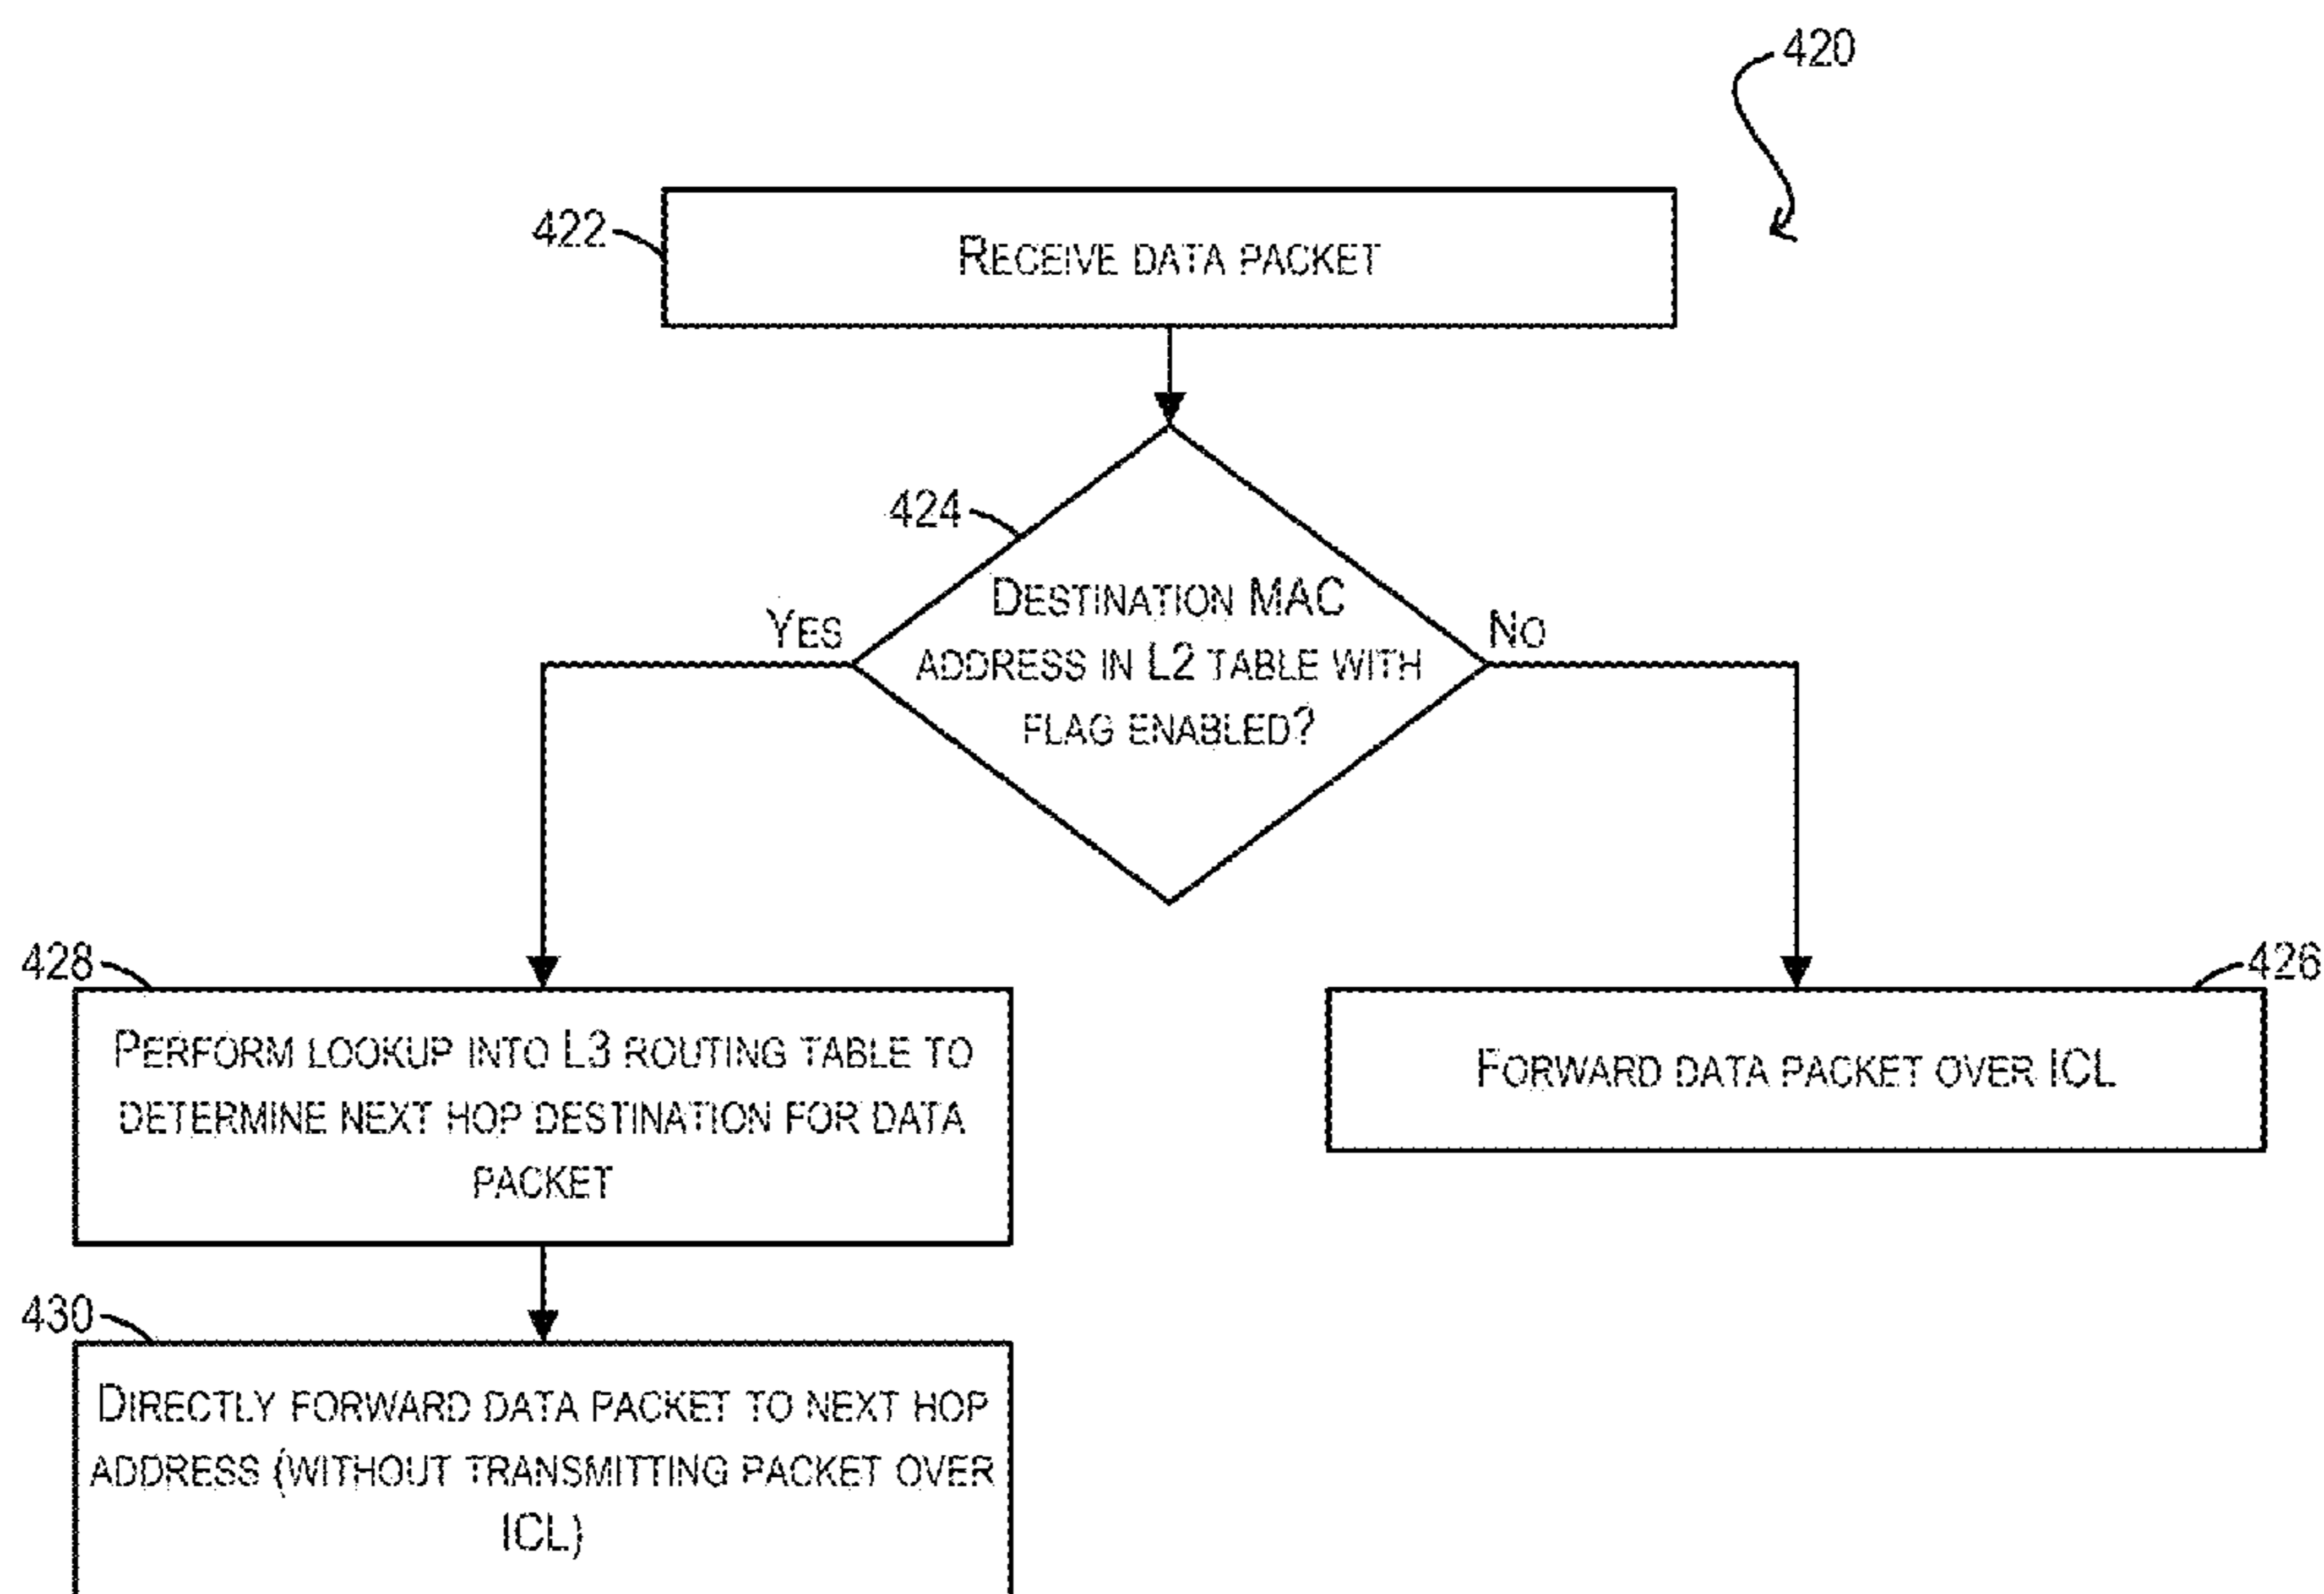 420
422
RECEIVE DATA PACKET
424
DESTINATION MAC
ADDRESS IN L2 TABLE WITH
FLAG ENABLED?
YES
NO
428
PERFORM LOOKUP INTO L3 ROUTING TABLE TO
DETERMINE NEXT HOP DESTINATION FOR DATA
PACKET
426
FORWARD DATA PACKET OVER ICL
430
DIRECTLY FORWARD DATA PACKET TO NEXT HOP
ADDRESS (WITHOUT TRANSMITTING PACKET OVER
ICL)